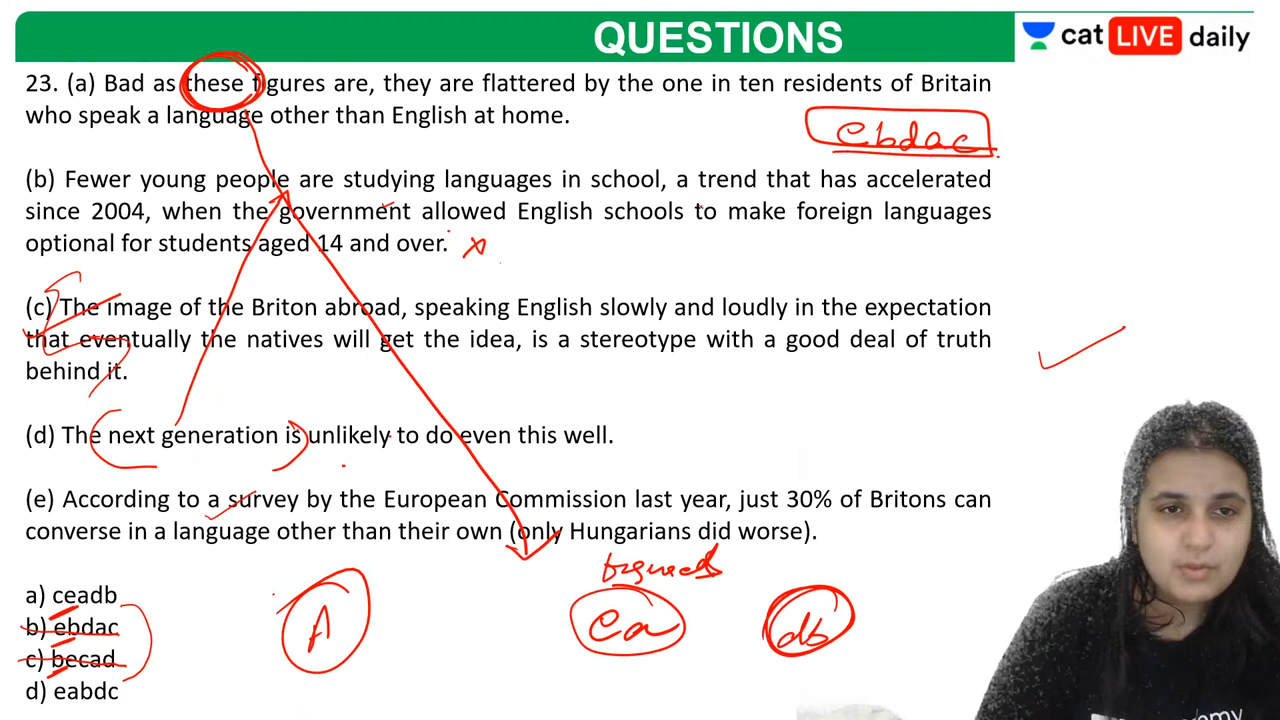 QUESTIONS
cat LIVE daily
23. (a) Bad as these figures are, they are flattered by the one in ten residents of Britain
who speak a language other than English at home.
ebdac
(b) Fewer young people are studying languages in school, a trend that has accelerated
since 2004, when the government allowed English schools to make foreign languages
optional for students aged 14 and over.
(c) The image of the Briton abroad, speaking English slowly and loudly in the expectation
that eventually the natives will get the idea, is a stereotype with a good deal of truth
behind it.
(d) The next generation is unlikely to do even this well.
(e) According to a survey by the European Commission last year, just 30% of Britons can
converse in a language other than their own (only Hungarians did worse).
a) ceadb
b) ebdac
c) becad
d) eabdc
A
ea
db